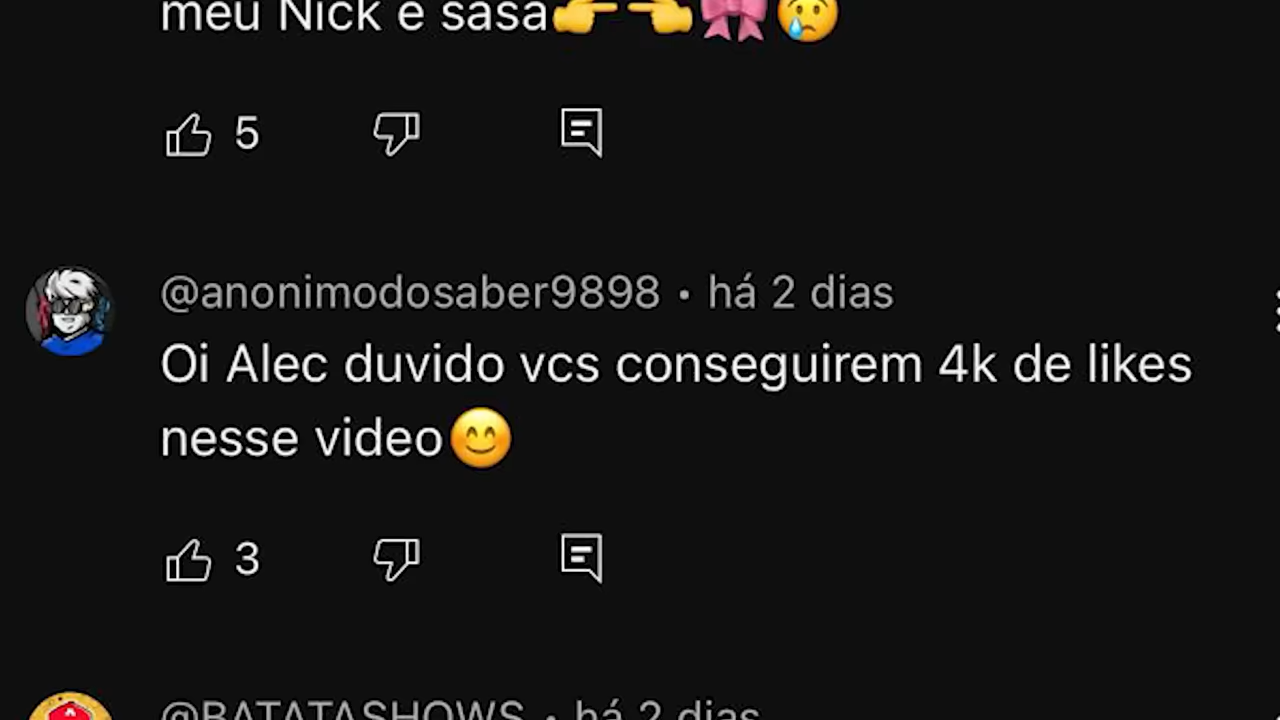 meu Nick e sasa👉👈🎀😢
5
@anonimodosaber9898 • há 2 dias
Oi Alec duvido vcs conseguirem 4k de likes
nesse video😊
3
@BATATASHOWS • há 2 dias